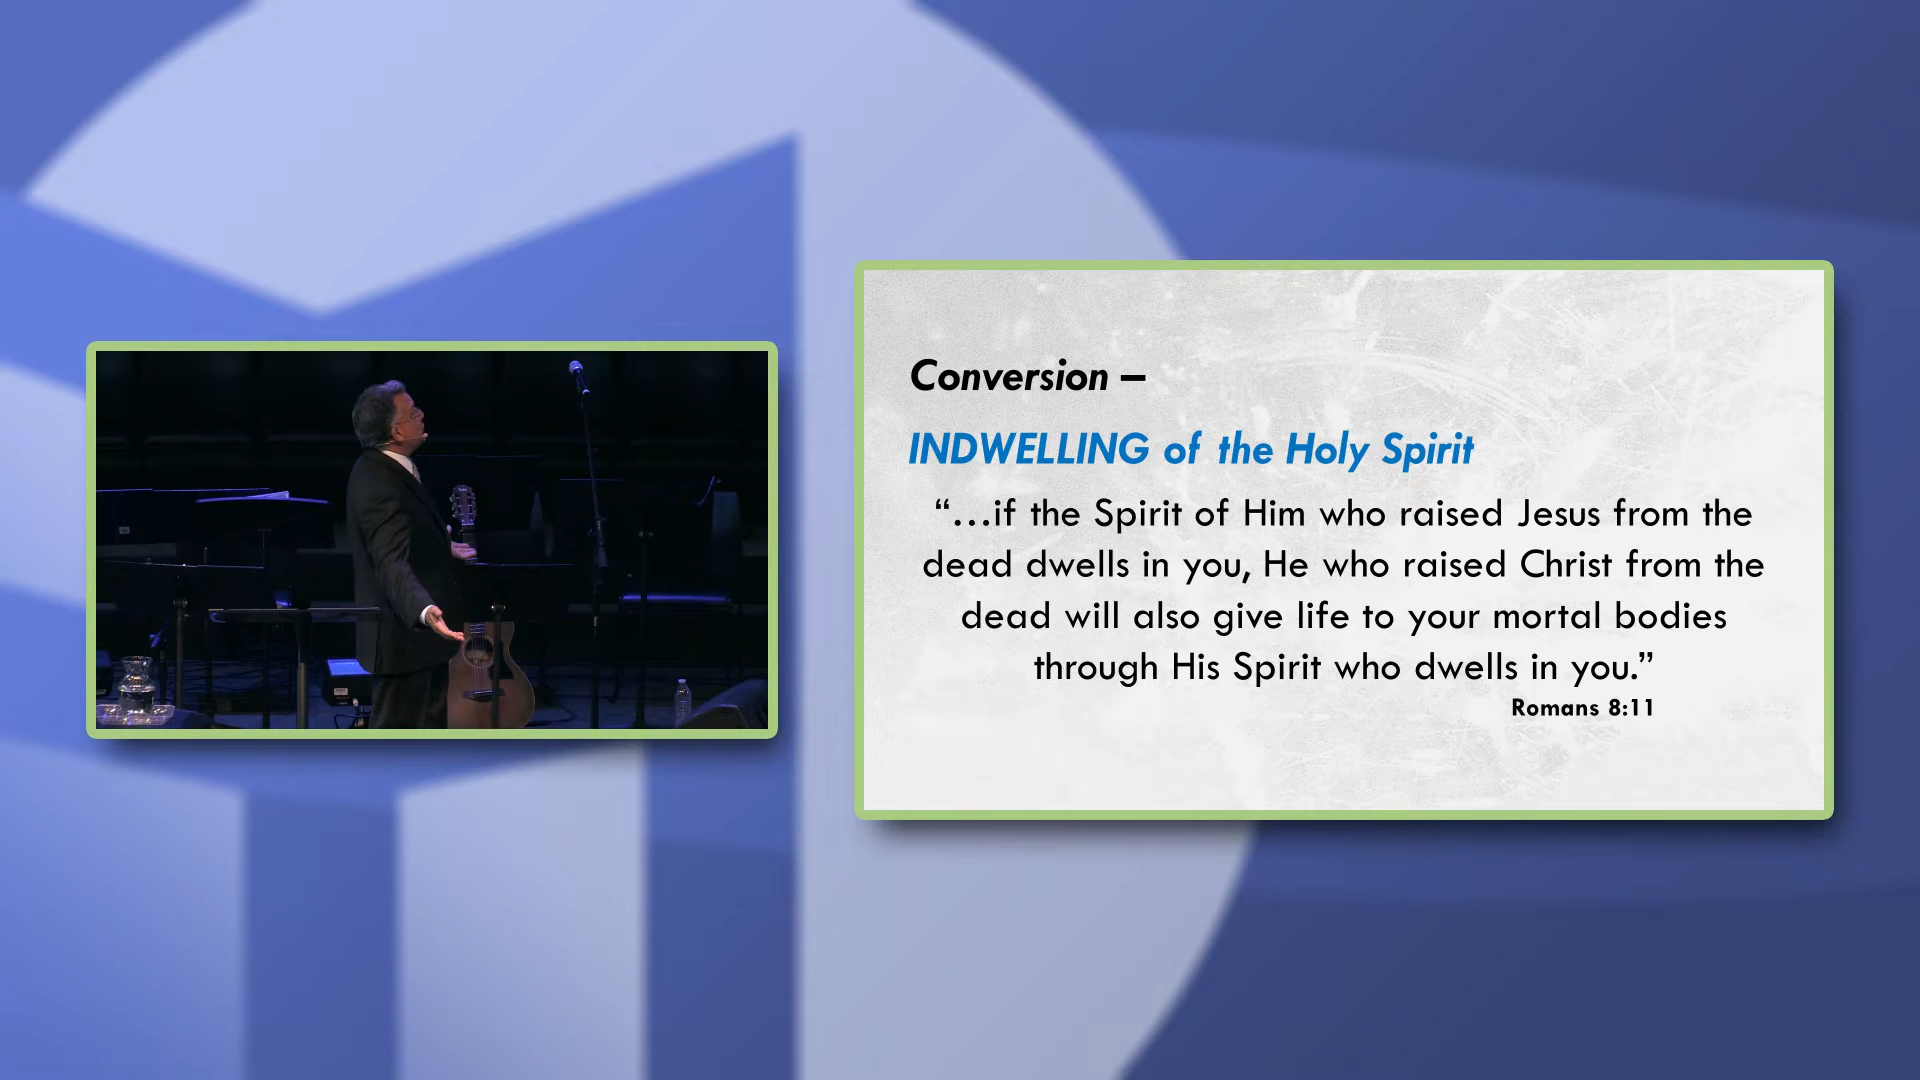 Conversion –
INDWELLING of the Holy Spirit
“...if the Spirit of Him who raised Jesus from the
dead dwells in you, He who raised Christ from the
dead will also give life to your mortal bodies
through His Spirit who dwells in you.”
Romans 8:11